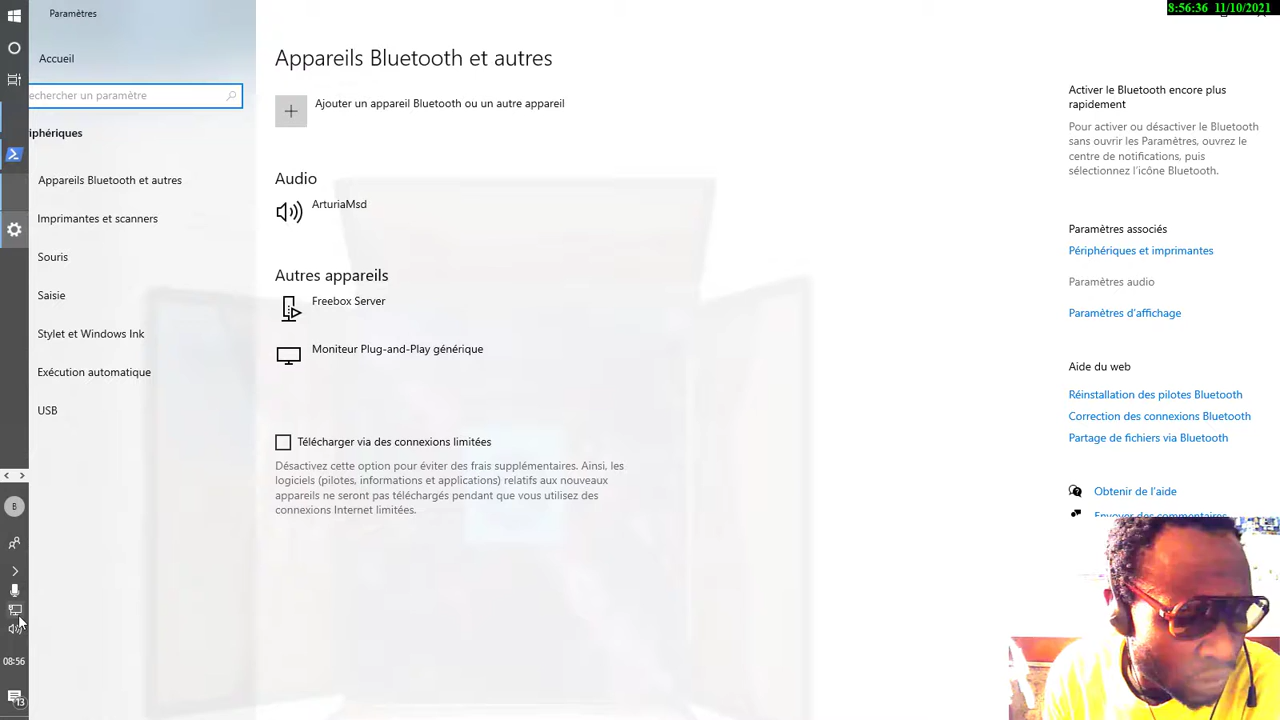 8:56:36 11/10/2021
Paramètres
Accueil
echercher un paramètre
iphériques
Appareils Bluetooth et autres
Imprimantes et scanners
Souris
Saisie
Stylet et Windows Ink
Exécution automatique
USB
B
08:56
13
Appareils Bluetooth et autres
Ajouter un appareil Bluetooth ou un autre appareil
Audio
ArturiaMsd
Autres appareils
Freebox Server
Moniteur Plug-and-Play générique
Télécharger via des connexions limitées
Désactivez cette option pour éviter des frais supplémentaires. Ainsi, les
logiciels (pilotes, informations et applications) relatifs aux nouveaux
appareils ne seront pas téléchargés pendant que vous utilisez des
connexions Internet limitées.
Activer le Bluetooth encore plus
rapidement
Pour activer ou désactiver le Bluetooth
sans ouvrir les Paramètres, ouvrez le
centre de notifications, puis
sélectionnez l'icône Bluetooth.
Paramètres associés
Périphériques et imprimantes
Paramètres audio
Paramètres d'affichage
Aide du web
Réinstallation des pilotes Bluetooth
Correction des connexions Bluetooth
Partage de fichiers via Bluetooth
Obtenir de l'aide
Envoyer des commentaires